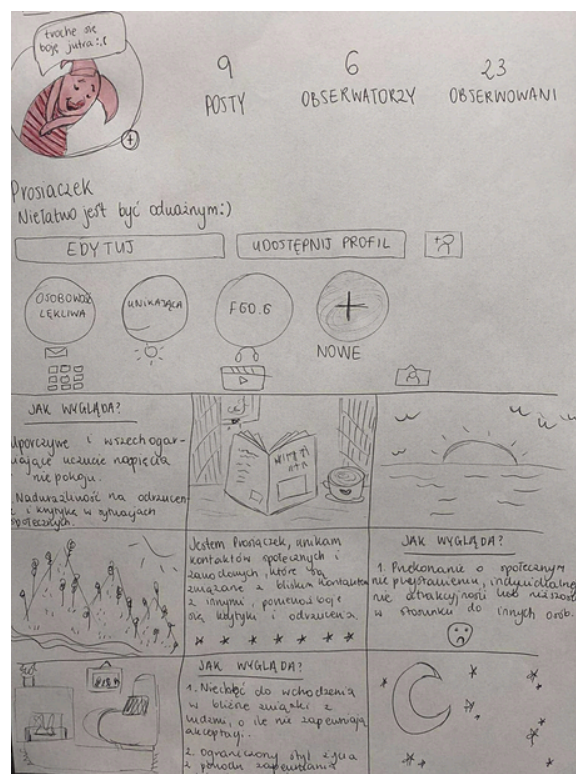 trochę się
boję jutra :,(
9
6
23
POSTY
OBSERWATORZY
OBSERWOWANI
Prosiaczek
Niełatwo jest być odważnym:)
EDYTUJ
UDOSTĘPNIJ PROFIL
OSOBOWOŚĆ
LĘKLIWA
UNIKAJĄCA
F60.6
NOWE
JAK WYGLĄDA?
Uporczywe i wszechogar-
niające uczucie napięcia
niepokoju.
Nadwrażliwość na odrzucen
i krytykę w sytuacjach
społecznych.
Jestem Prosiaczek, unikam
kontaktów społecznych i
zawodowych, które są
związane z bliskim kontaktem
z innymi, ponieważ boję
się krytyki i odrzucenia.
JAK WYGLĄDA?
1. Przekonanie o społecznym
nie przystosowaniu, indywidualnej
nie atrakcyjności lub niższości
w stosunku do innych osób.
JAK WYGLĄDA?
1. Niechęć do wchodzenia
w bliższe związki z
ludzmi, o ile nie zapewniają
akceptacji.
2. Ograniczony styl życia
z powodu zapewniania